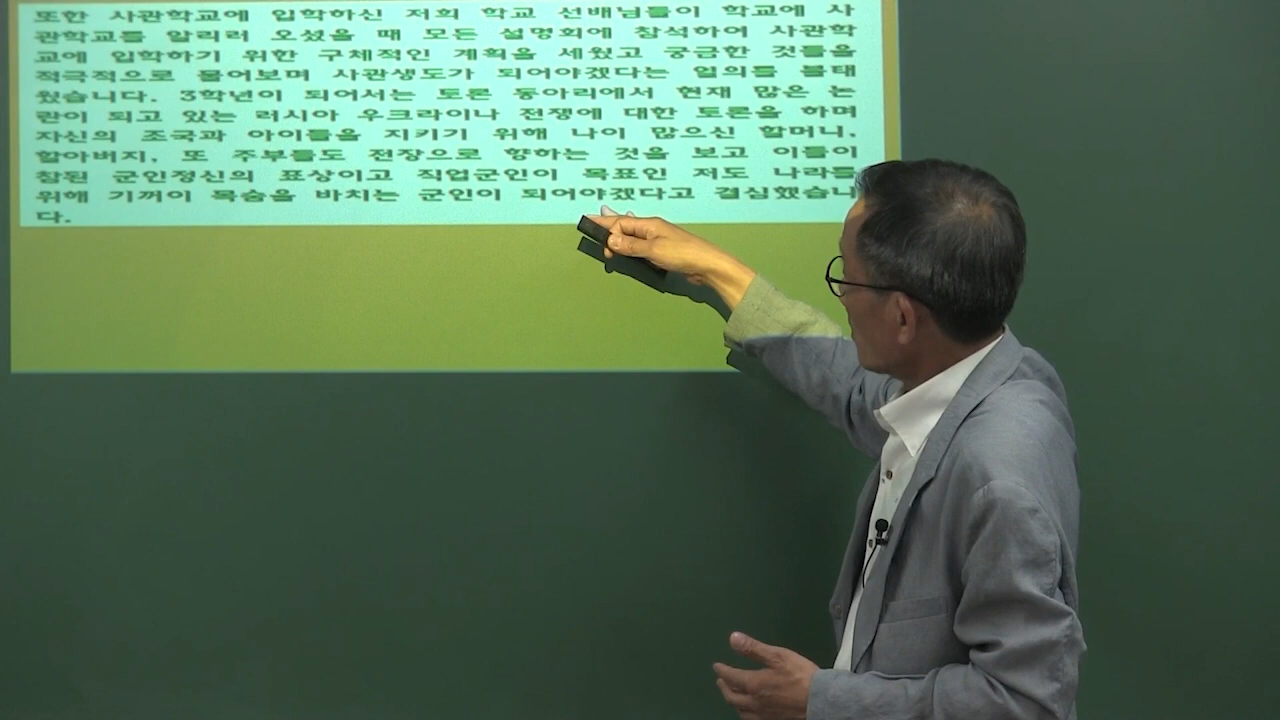 또한 사관학교에 입학하신 저희 학교 선배님들이 학교에 사
관학교를 알리러 오셨을 때 모든 설명회에 참석하여 사관학
교에 입학하기 위한 구체적인 계획을 세웠고 궁금한 것들을
적극적으로 물어보며 사관생도가 되어야겠다는 열의를 불태
웠습니다. 3학년이 되어서는 토론 동아리에서 현재 많은 논
란이 되고 있는 러시아 우크라이나 전쟁에 대한 토론을 하며
자신의 조국과 아이들을 지키기 위해 나이 많으신 할머니,
할아버지, 또 주부들도 전장으로 향하는 것을 보고 이들이
참된 군인정신의 표상이고 직업군인이 목표인 저도 나라를
위해 기꺼이 목숨을 바치는 군인이 되어야겠다고 결심했습니
다.